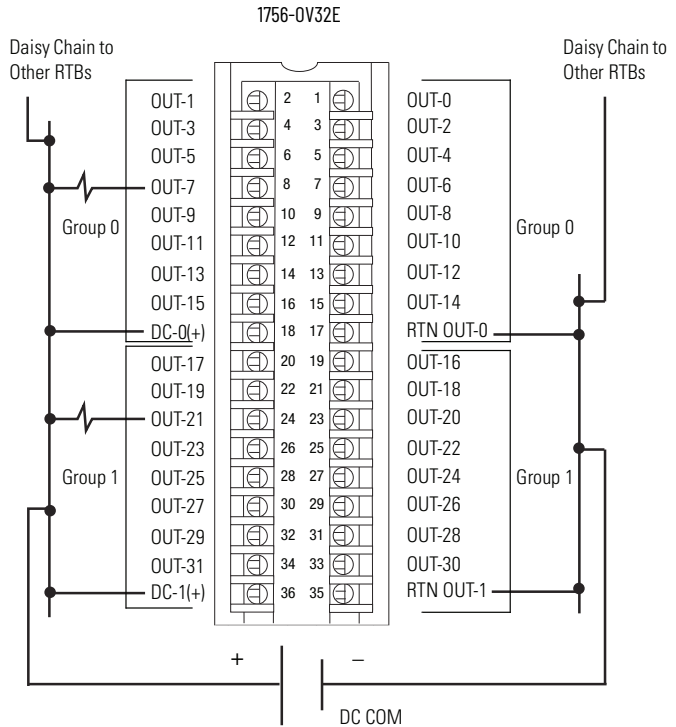 1756-OV32E
Daisy Chain to
Other RTBs
Daisy Chain to
Other RTBs
OUT-1 2 1 OUT-0
OUT-3 4 3 OUT-2
OUT-5 6 5 OUT-4
OUT-7 8 7 OUT-6
OUT-9 10 9 OUT-8
Group 0 Group 0
OUT-11 12 11 OUT-10
OUT-13 14 13 OUT-12
OUT-15 16 15 OUT-14
DC-0(+) 18 17 RTN OUT-0
OUT-17 20 19 OUT-16
OUT-19 22 21 OUT-18
OUT-21 24 23 OUT-20
OUT-23 26 25 OUT-22
Group 1 OUT-25 28 27 OUT-24 Group 1
OUT-27 30 29 OUT-26
OUT-29 32 31 OUT-28
OUT-31 34 33 OUT-30
DC-1(+) 36 35 RTN OUT-1
+ –
DC COM